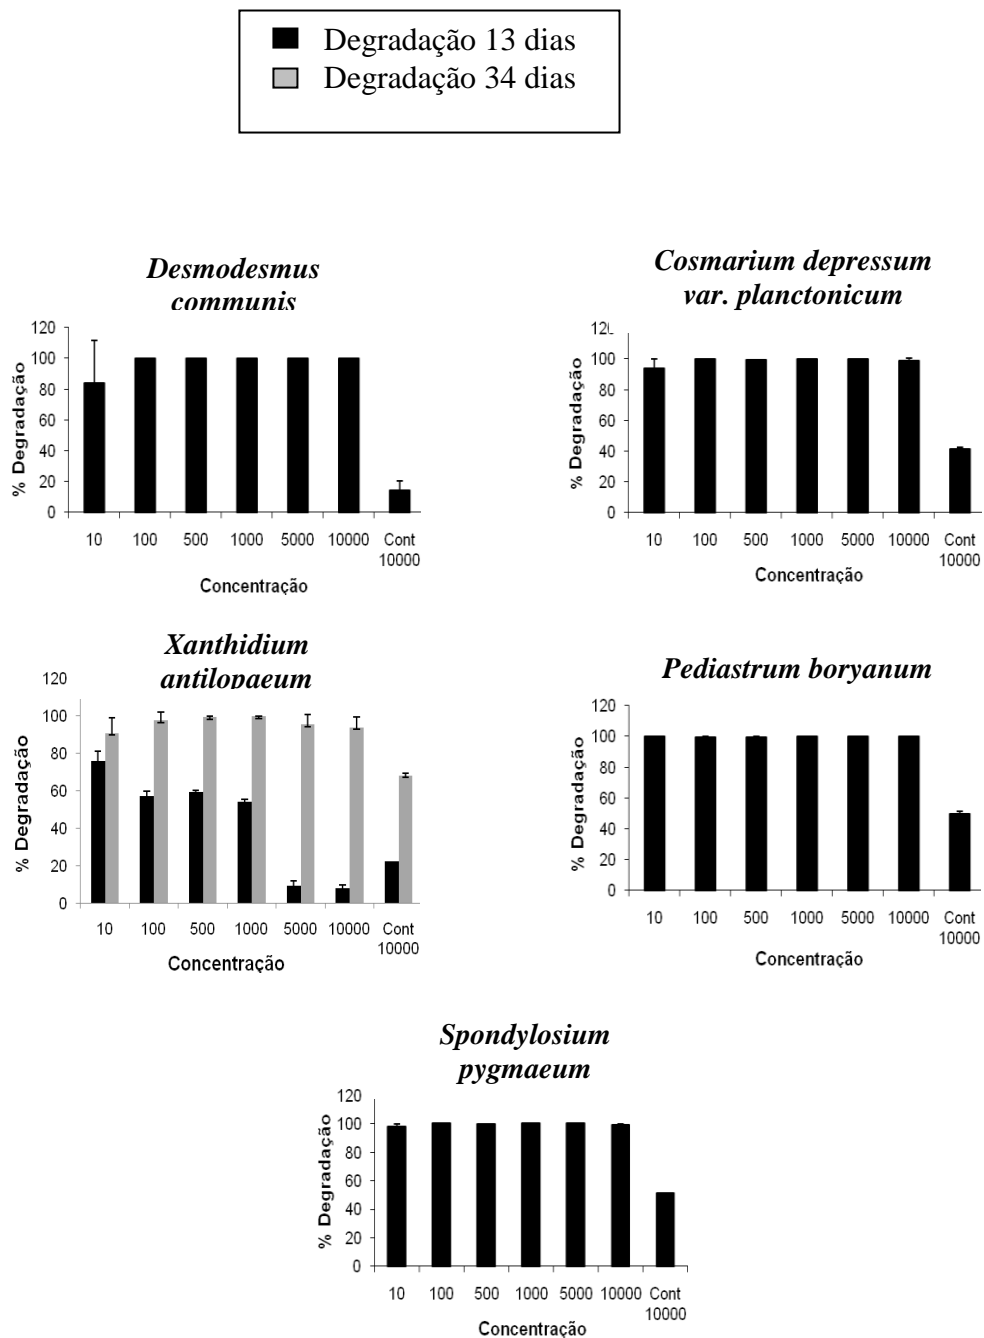 Degradação 13 dias
Degradação 34 dias
Desmodesmus
communis
120
100
80
60
40
20
0
% Degradação
10 100 500 1000 5000 10000 Cont
10000
Concentração
Cosmarium depressum
var. planctonicum
120
100
80
60
40
20
0
% Degradação
10 100 500 1000 5000 10000 Cont
10000
Concentração
Xanthidium
antilopaeum
120
100
80
60
40
20
0
% Degradação
10 100 500 1000 5000 10000 Cont
10000
Concentração
Pediastrum boryanum
120
100
80
60
40
20
0
% Degradação
10 100 500 1000 5000 10000 Cont
10000
Concentração
Spondylosium
pygmaeum
120
100
80
60
40
20
0
% Degradação
10 100 500 1000 5000 10000 Cont
10000
Concentração